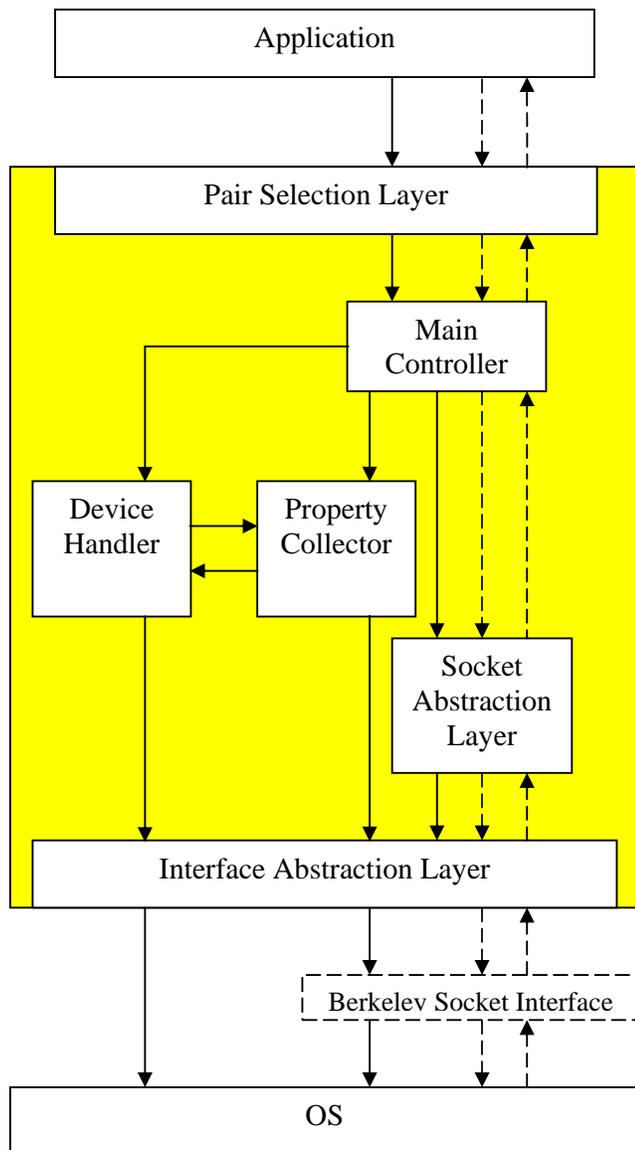 Application
Pair Selection Layer
Main
Controller
Device
Handler
Property
Collector
Socket
Abstraction
Layer
Interface Abstraction Layer
Berkelev Socket Interface
OS